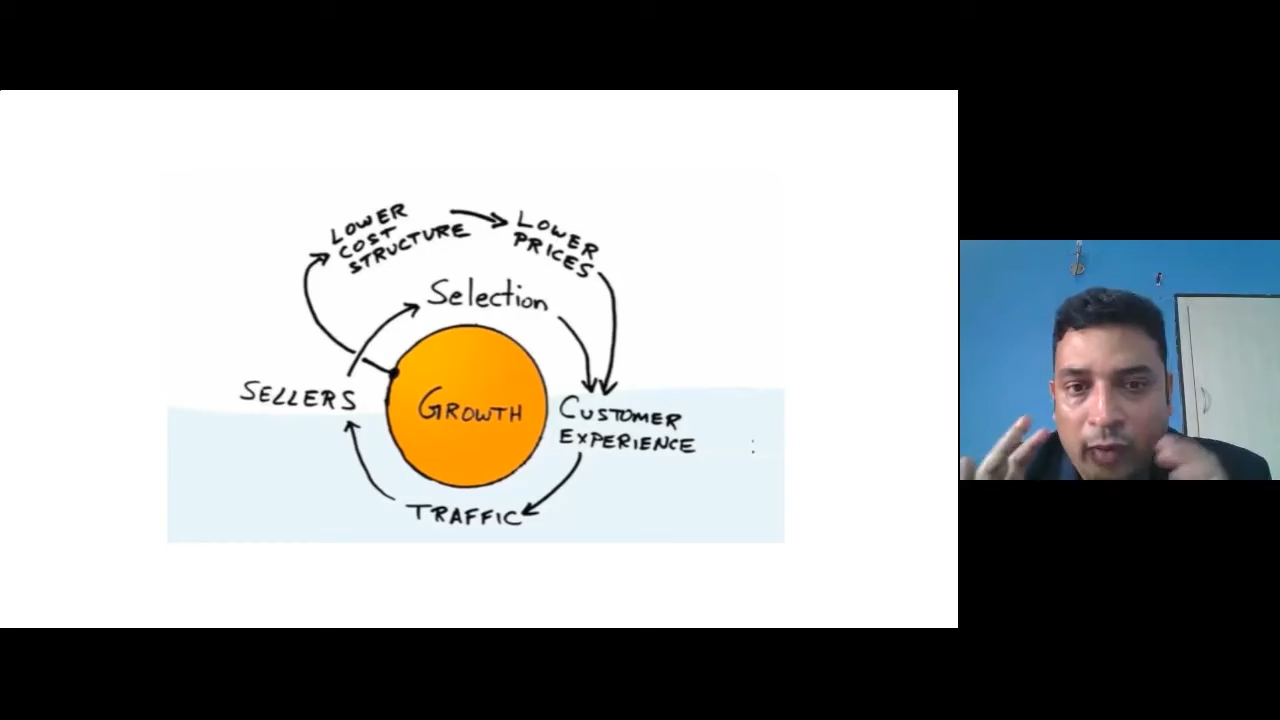 LOWER
COST
STRUCTURE
LOWER
PRICES
Selection
SELLERS
GROWTH
CUSTOMER
EXPERIENCE
TRAFFIC